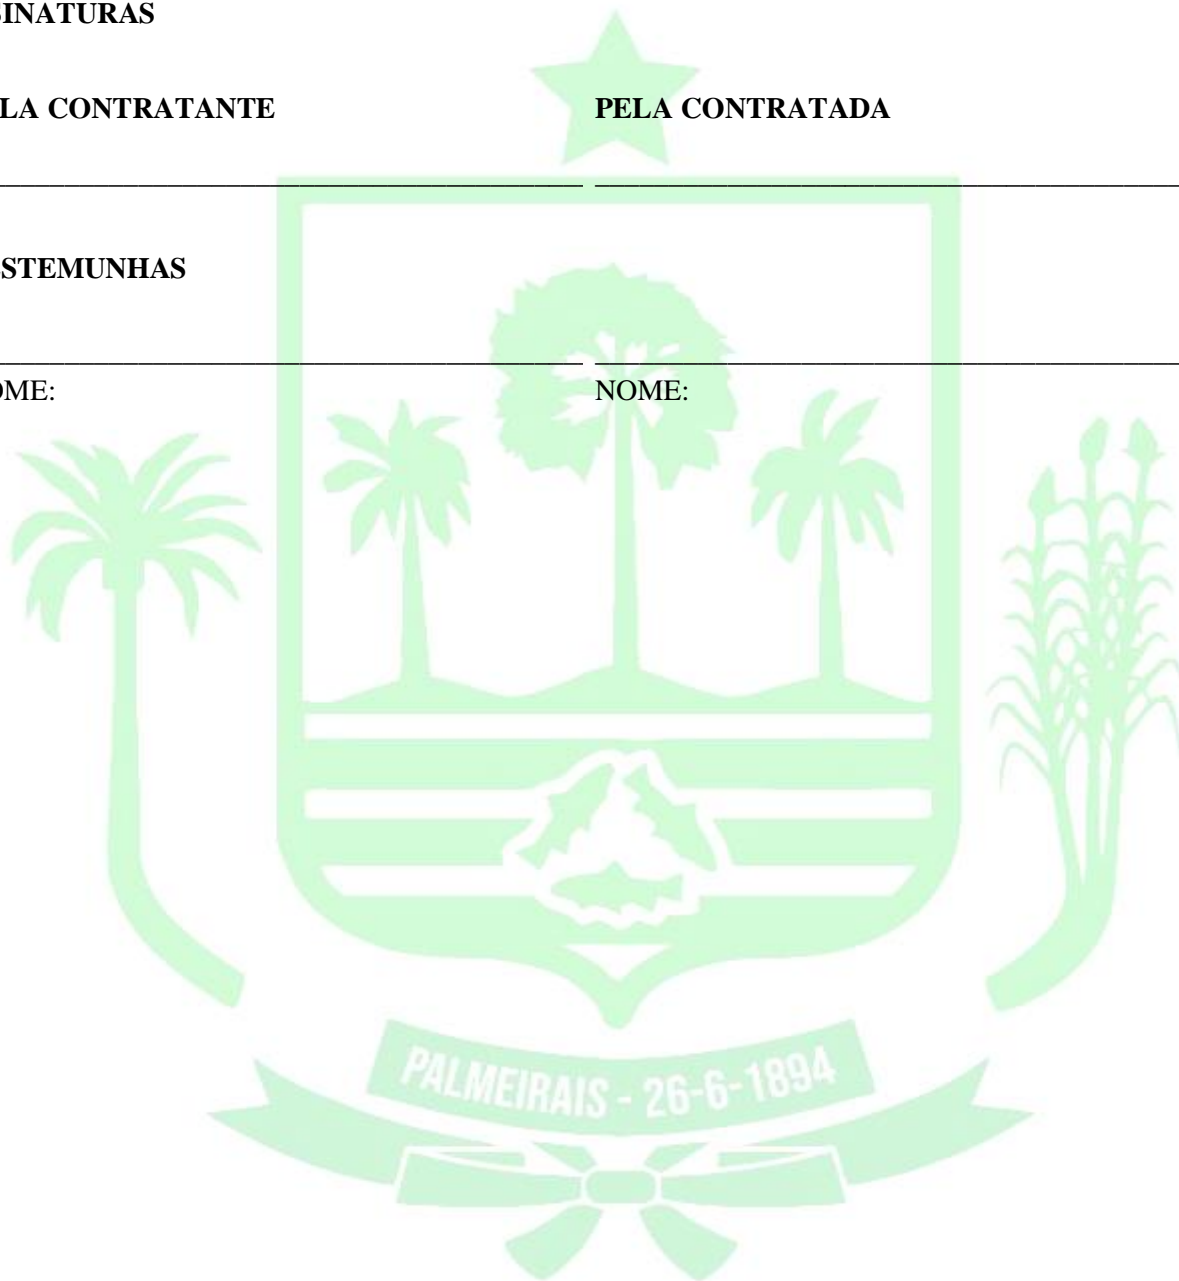 SINATURAS
LA CONTRATANTE PELA CONTRATADA
STEMUNHAS
OME: NOME:
PALMEIRAIS - 26-6-1894